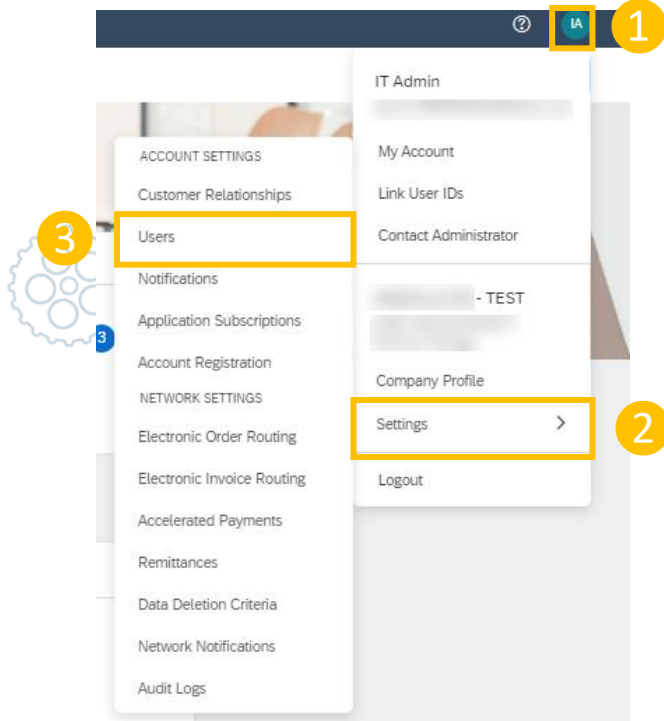 IA
1
IT Admin
My Account
Link User IDs
Contact Administrator
- TEST
Company Profile
Settings
2
Logout
ACCOUNT SETTINGS
Customer Relationships
3
Users
Notifications
Application Subscriptions
3
Account Registration
NETWORK SETTINGS
Electronic Order Routing
Electronic Invoice Routing
Accelerated Payments
Remittances
Data Deletion Criteria
Network Notifications
Audit Logs